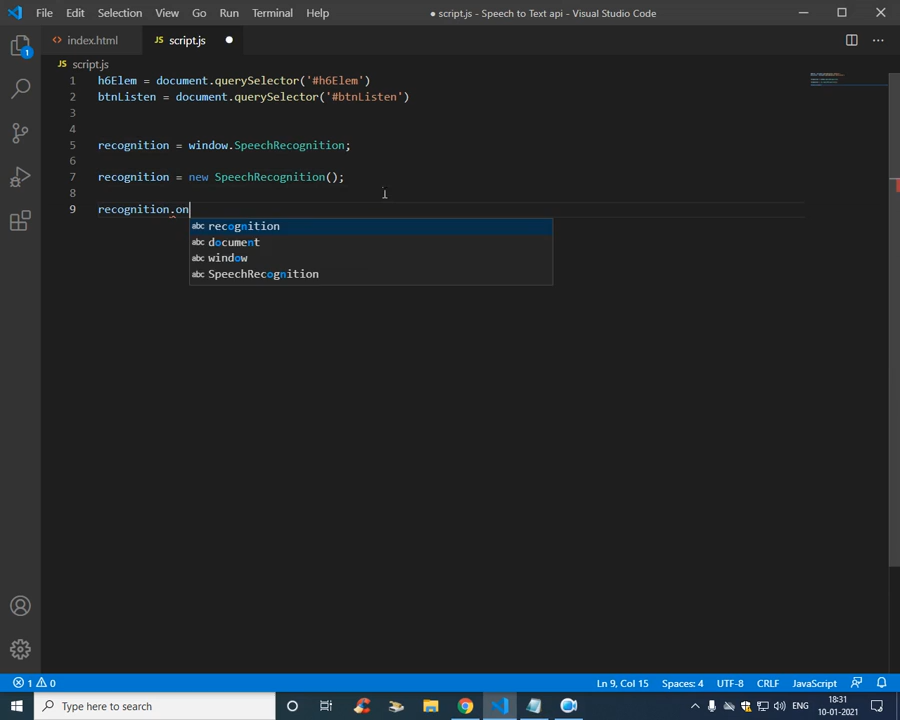 File Edit Selection View Go Run Terminal Help
● script.js - Speech to Text api - Visual Studio Code
1
<> index.html
JS script.js ●
JS script.js
1 h6Elem = document.querySelector('#h6Elem')
2 btnListen = document.querySelector('#btnListen')
3
4
5 recognition = window.SpeechRecognition;
6
7 recognition = new SpeechRecognition();
8
9 recognition.on
abc recognition
abc document
abc window
abc SpeechRecognition
1 0
Ln 9, Col 15 Spaces: 4 UTF-8 CRLF JavaScript
Type here to search
ENG
18:31
10-01-2021